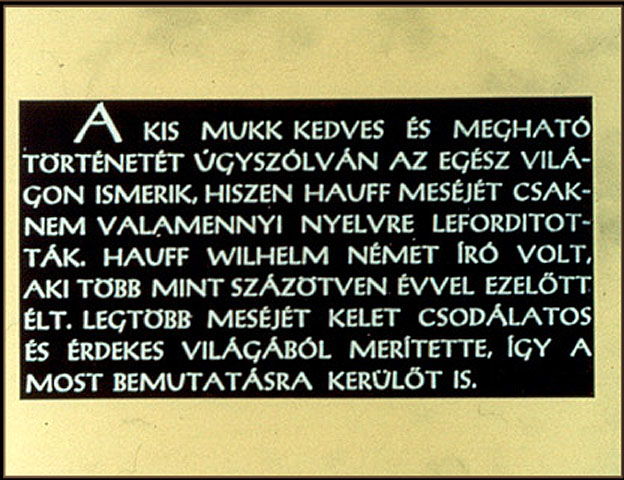 A KIS MUKK KEDVES ÉS MEGHATÓ
TÖRTÉNETÉT ÚGYSZÓLVÁN AZ EGÉSZ VILÁ-
GON ISMERIK, HISZEN HAUFF MESÉJÉT CSAK-
NEM VALAMENNYI NYELVRE LEFORDITOT-
TÁK. HAUFF WILHELM NÉMET ÍRÓ VOLT,
AKI TÖBB MINT SZÁZÖTVEN ÉVVEL EZELŐTT
ÉLT. LEGTÖBB MESÉJÉT KELET CSODÁLATOS
ÉS ÉRDEKES VILÁGÁBÓL MERÍTETTE, ÍGY A
MOST BEMUTATÁSRA KERÜLŐT IS.